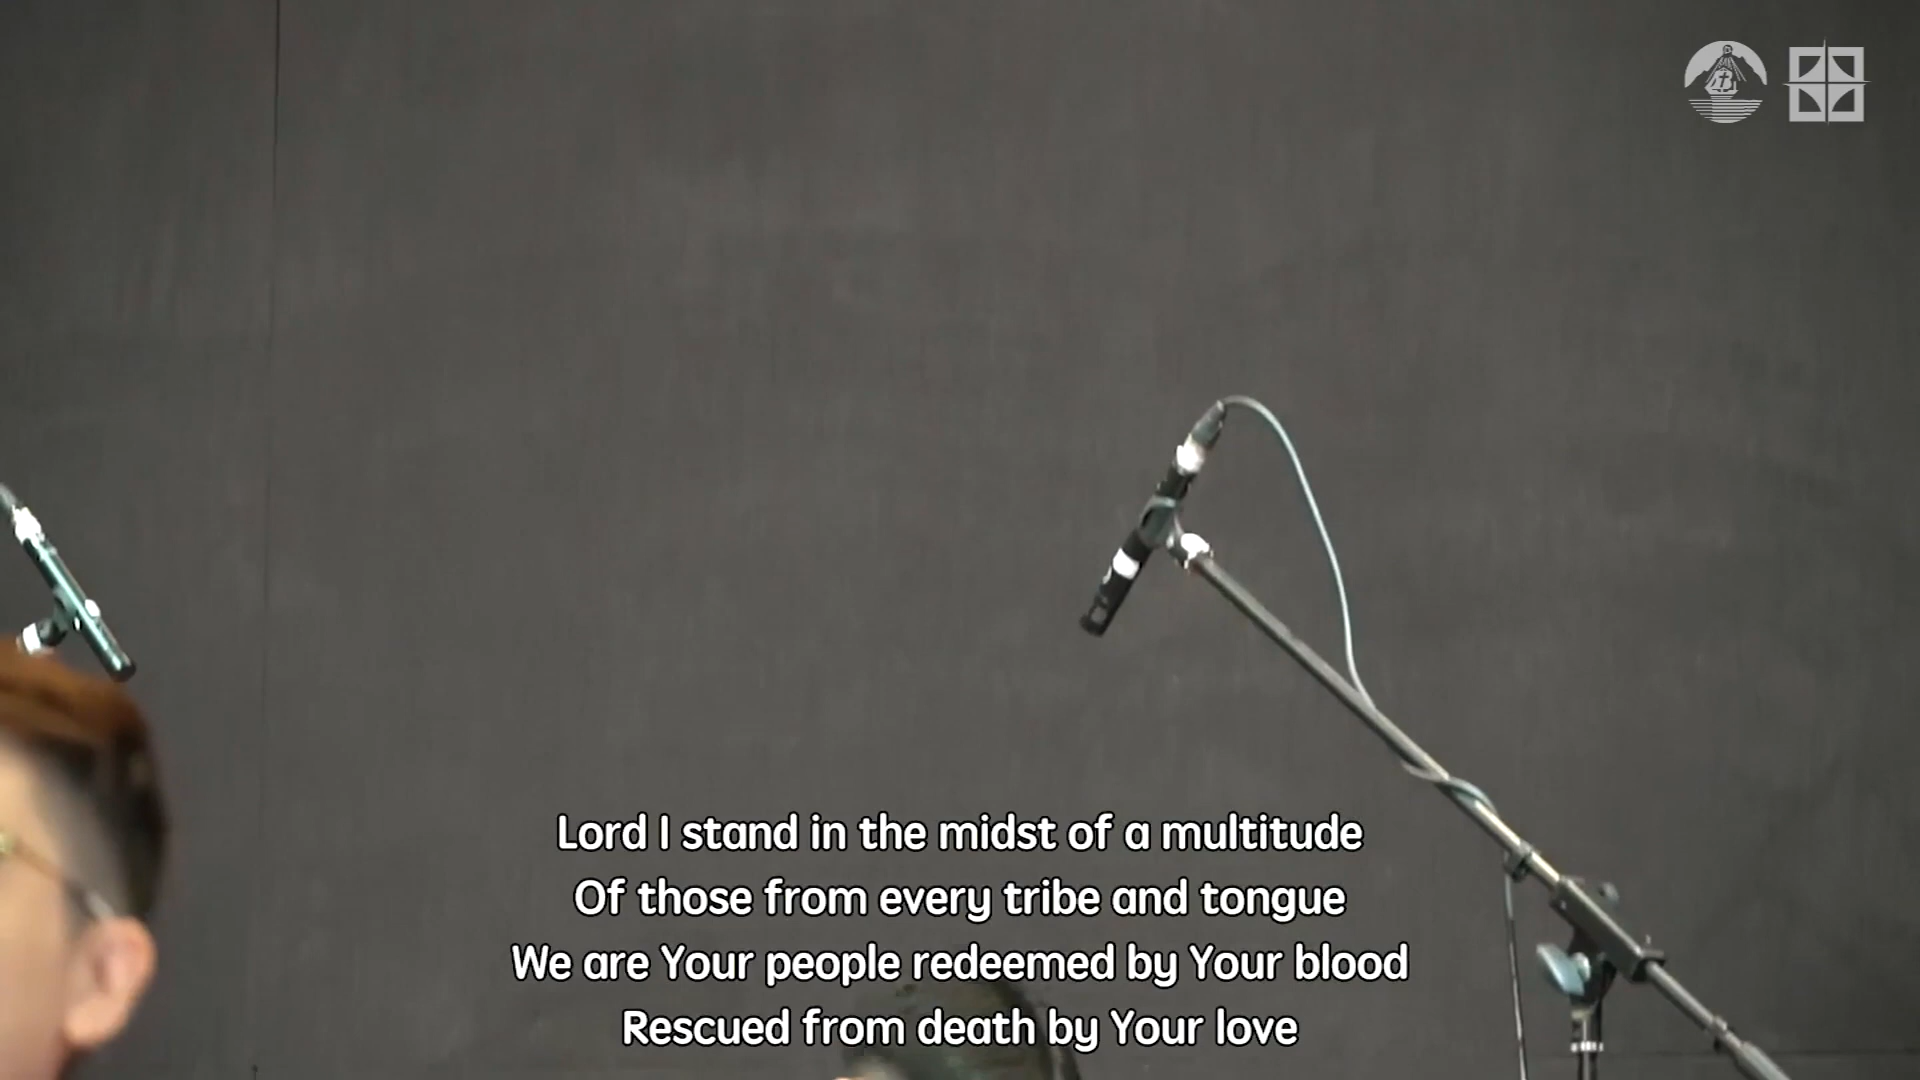 Lord I stand in the midst of a multitude
Of those from every tribe and tongue
We are Your people redeemed by Your blood
Rescued from death by Your love